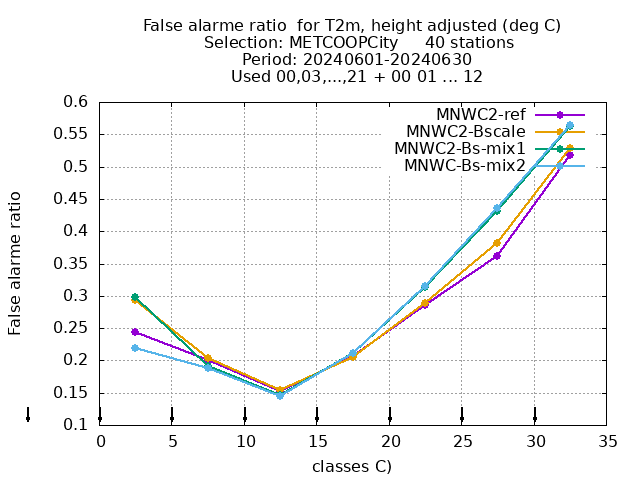 False alarme ratio  for T2m, height adjusted (deg C)
Selection: METCOOPCity     40 stations
Period: 20240601-20240630
Used 00,03,...,21 + 00 01 ... 12
MNWC2-ref
MNWC2-Bscale
MNWC2-Bs-mix1
MNWC-Bs-mix2
False alarme ratio
0.6
0.55
0.5
0.45
0.4
0.35
0.3
0.25
0.2
0.15
0.1
0 5 10 15 20 25 30 35
classes C)